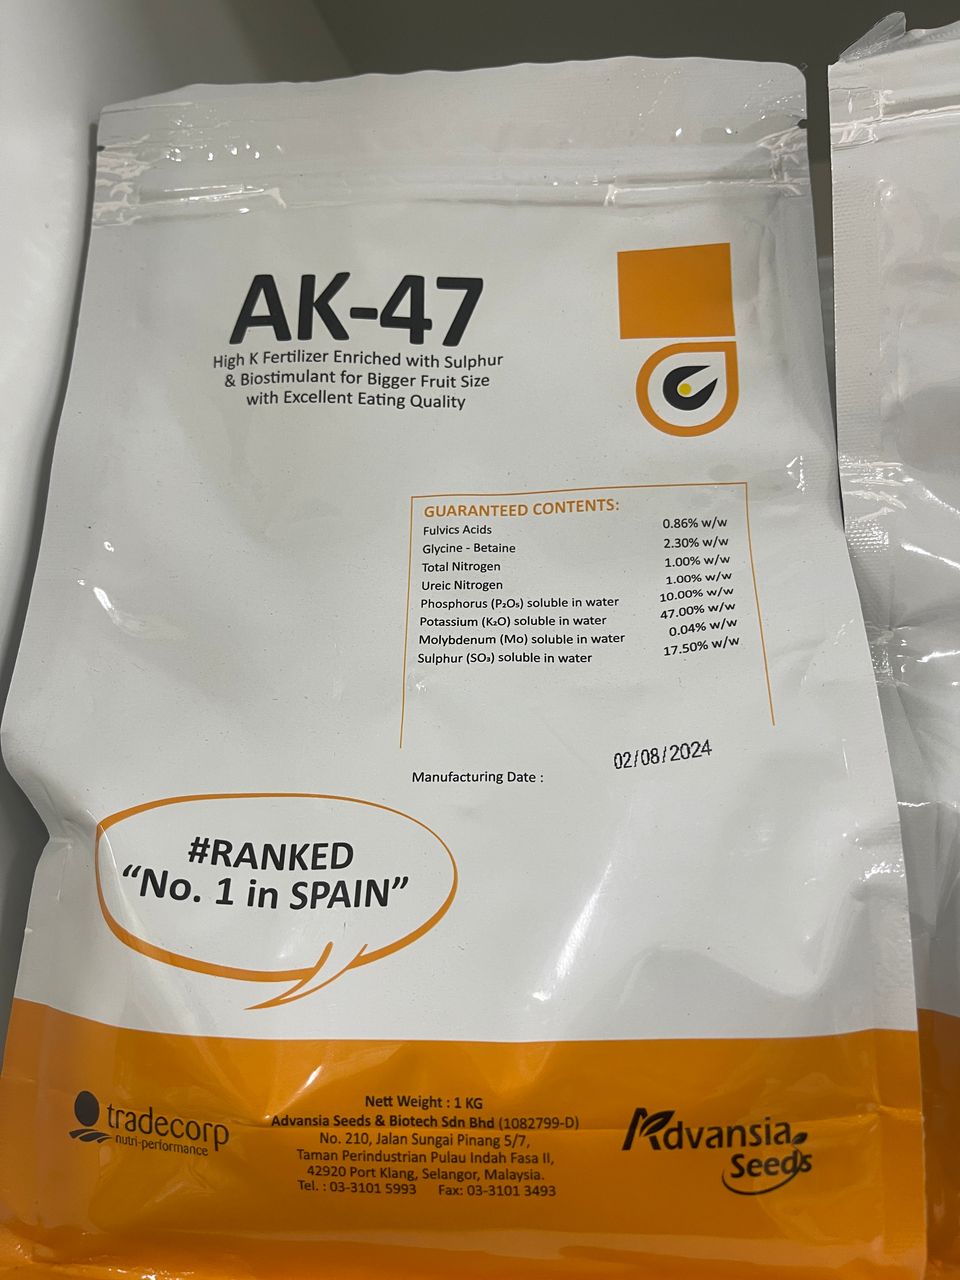 AK-47
High K Fertilizer Enriched with Sulphur
& Biostimulant for Bigger Fruit Size
with Excellent Eating Quality
GUARANTEED CONTENTS:
Fulvics Acids 0.86% w/w
Glycine - Betaine 2.30% w/w
Total Nitrogen 1.00% w/w
Ureic Nitrogen 1.00% w/w
Phosphorus (P₂O₅) soluble in water 10.00% w/w
Potassium (K₂O) soluble in water 47.00% w/w
Molybdenum (Mo) soluble in water 0.04% w/w
Sulphur (SO₃) soluble in water 17.50% w/w
Manufacturing Date : 02/08/2024
#RANKED
“No. 1 in SPAIN”
tradecorp
nutri-performance
Nett Weight : 1 KG
Advansia Seeds & Biotech Sdn Bhd (1082799-D)
No. 210, Jalan Sungai Pinang 5/7,
Taman Perindustrian Pulau Indah Fasa II,
42920 Port Klang, Selangor, Malaysia.
Tel. : 03-3101 5993 Fax: 03-3101 3493
Advansia
Seeds